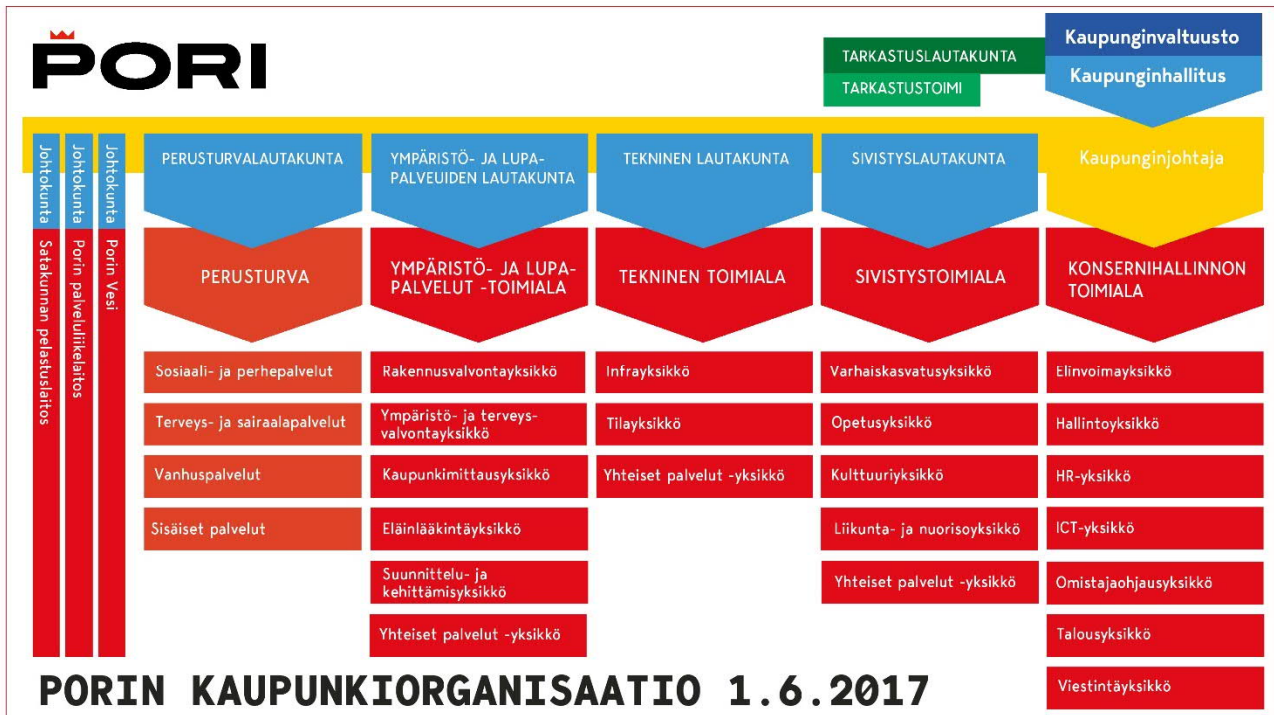 PORI
TARKASTUSLAUTAKUNTA
TARKASTUSTOIMI
Kaupunginvaltuusto
Kaupunginhallitus
Johtokunta Satakunnan pelastuslaitos
Johtokunta Porin palveluliikelaitos
Johtokunta Porin Vesi
PERUSTURVALAUTAKUNTA
PERUSTURVA
Sosiaali- ja perhepalvelut
Terveys- ja sairaalapalvelut
Vanhuspalvelut
Sisäiset palvelut
YMPÄRISTÖ- JA LUPA-
PALVEUIDEN LAUTAKUNTA
YMPÄRISTÖ- JA LUPA-
PALVELUT -TOIMIALA
Rakennusvalvontayksikkö
Ympäristö- ja terveys-
valvontayksikkö
Kaupunkimittausyksikkö
Eläinlääkintäyksikkö
Suunnittelu- ja
kehittämisyksikkö
Yhteiset palvelut -yksikkö
TEKNINEN LAUTAKUNTA
TEKNINEN TOIMIALA
Infrayksikkö
Tilayksikkö
Yhteiset palvelut -yksikkö
SIVISTYSLAUTAKUNTA
SIVISTYSTOIMIALA
Varhaiskasvatusyksikkö
Opetusyksikkö
Kulttuuriyksikkö
Liikunta- ja nuorisoyksikkö
Yhteiset palvelut -yksikkö
Kaupunginjohtaja
KONSERNIHALLINNON
TOIMIALA
Elinvoimayksikkö
Hallintoyksikkö
HR-yksikkö
ICT-yksikkö
Omistajaohjausyksikkö
Talousyksikkö
Viestintäyksikkö
PORIN KAUPUNKIORGANISAATIO 1.6.2017